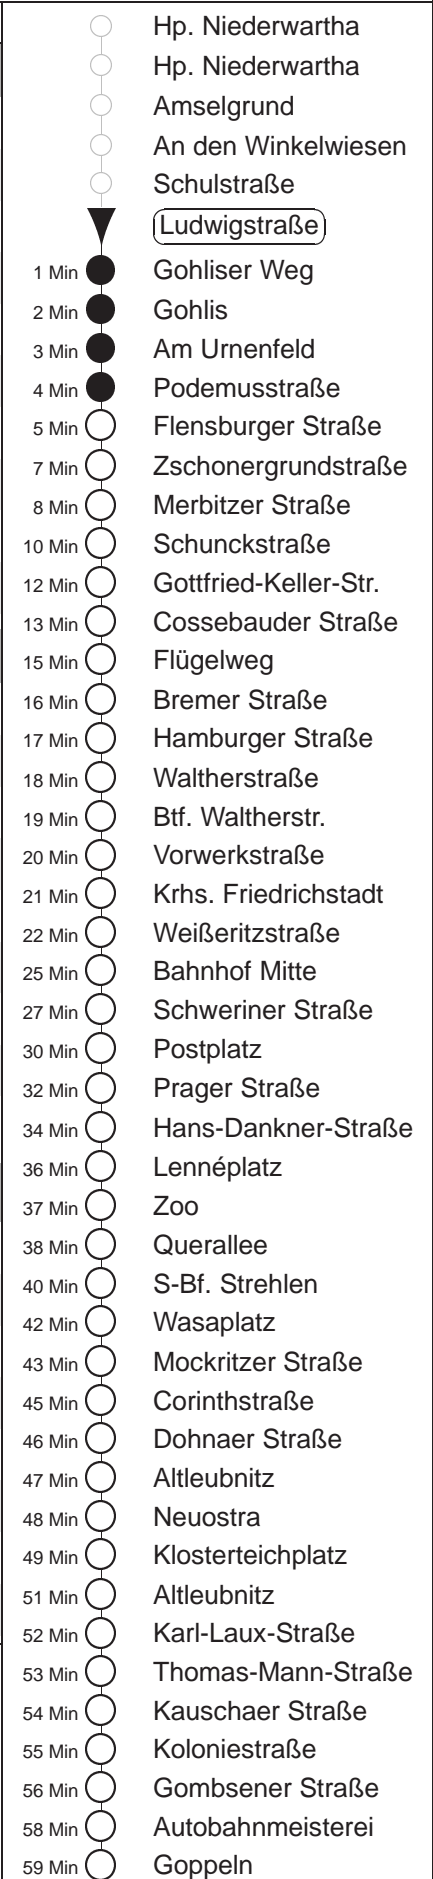 Hp. Niederwartha
Hp. Niederwartha
Amselgrund
An den Winkelwiesen
Schulstraße
Ludwigstraße
1 Min Gohliser Weg
2 Min Gohlis
3 Min Am Urnenfeld
4 Min Podemusstraße
5 Min Flensburger Straße
7 Min Zschonergrundstraße
8 Min Merbitzer Straße
10 Min Schunckstraße
12 Min Gottfried-Keller-Str.
13 Min Cossebauder Straße
15 Min Flügelweg
16 Min Bremer Straße
17 Min Hamburger Straße
18 Min Waltherstraße
19 Min Btf. Waltherstr.
20 Min Vorwerkstraße
21 Min Krhs. Friedrichstadt
22 Min Weißeritzstraße
25 Min Bahnhof Mitte
27 Min Schweriner Straße
30 Min Postplatz
32 Min Prager Straße
34 Min Hans-Dankner-Straße
36 Min Lennéplatz
37 Min Zoo
38 Min Querallee
40 Min S-Bf. Strehlen
42 Min Wasaplatz
43 Min Mockritzer Straße
45 Min Corinthstraße
46 Min Dohnaer Straße
47 Min Altleubnitz
48 Min Neuostra
49 Min Klosterteichplatz
51 Min Altleubnitz
52 Min Karl-Laux-Straße
53 Min Thomas-Mann-Straße
54 Min Kauschaer Straße
55 Min Koloniestraße
56 Min Gombsener Straße
58 Min Autobahnmeisterei
59 Min Goppeln